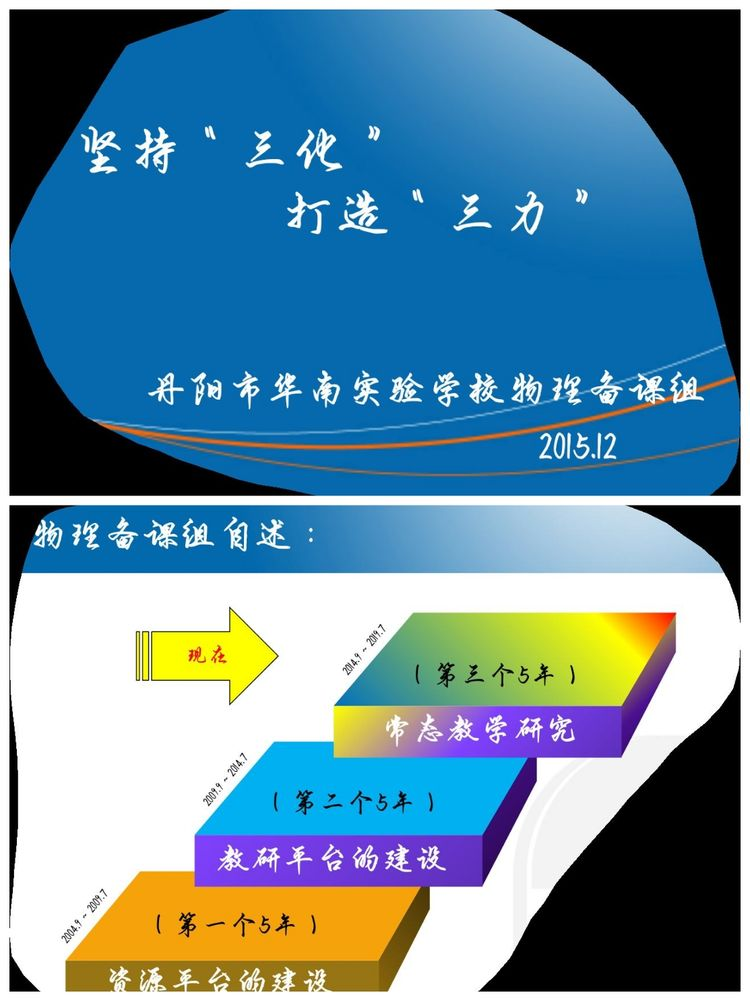 坚持“三化”
打造“三力”
丹阳市华南实验学校物理备课组
2015.12
物理备课组自述：
现在
2014.9 ~ 2019.7
（第三个5年）
常态教学研究
2009.9 ~ 2014.7
（第二个5年）
教研平台的建设
2004.9 ~ 2009.7
（第一个5年）
资源平台的建设